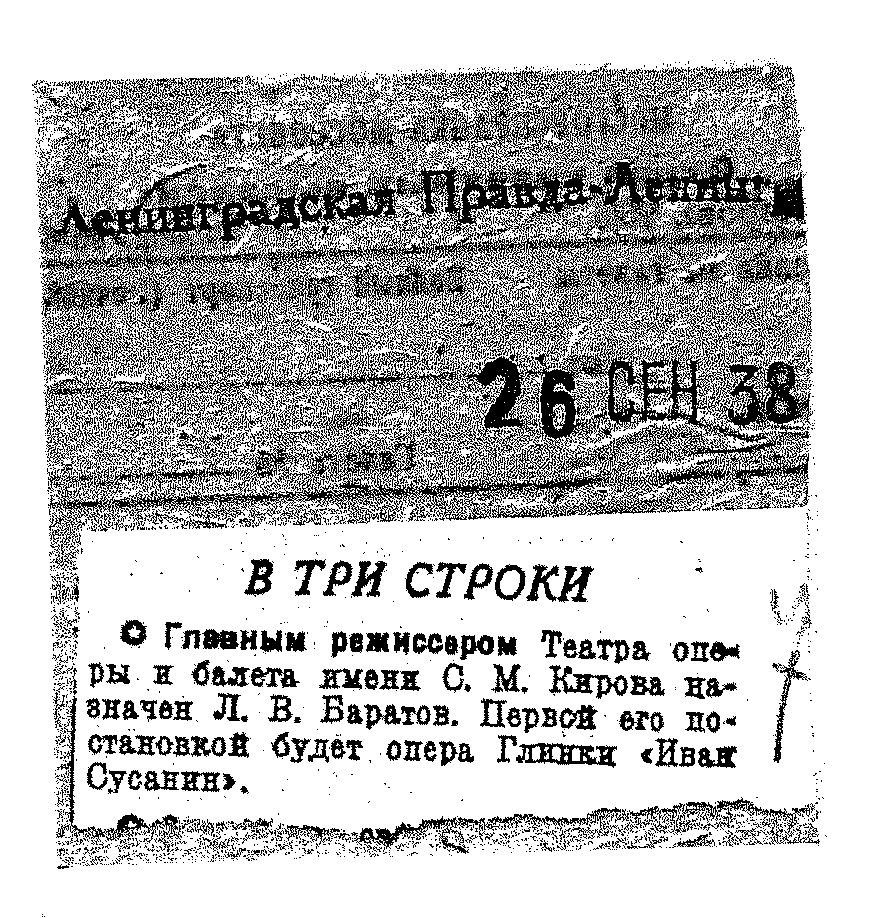 Ленинградская Правда-
26 СЕН 38
В ТРИ СТРОКИ
✪ Главным режиссером Театра опе-
ры и балета имени С. М. Кирова на-
значен Л. В. Баратов. Первой его по-
становкой будет опера Глинки «Иван
Сусанин».